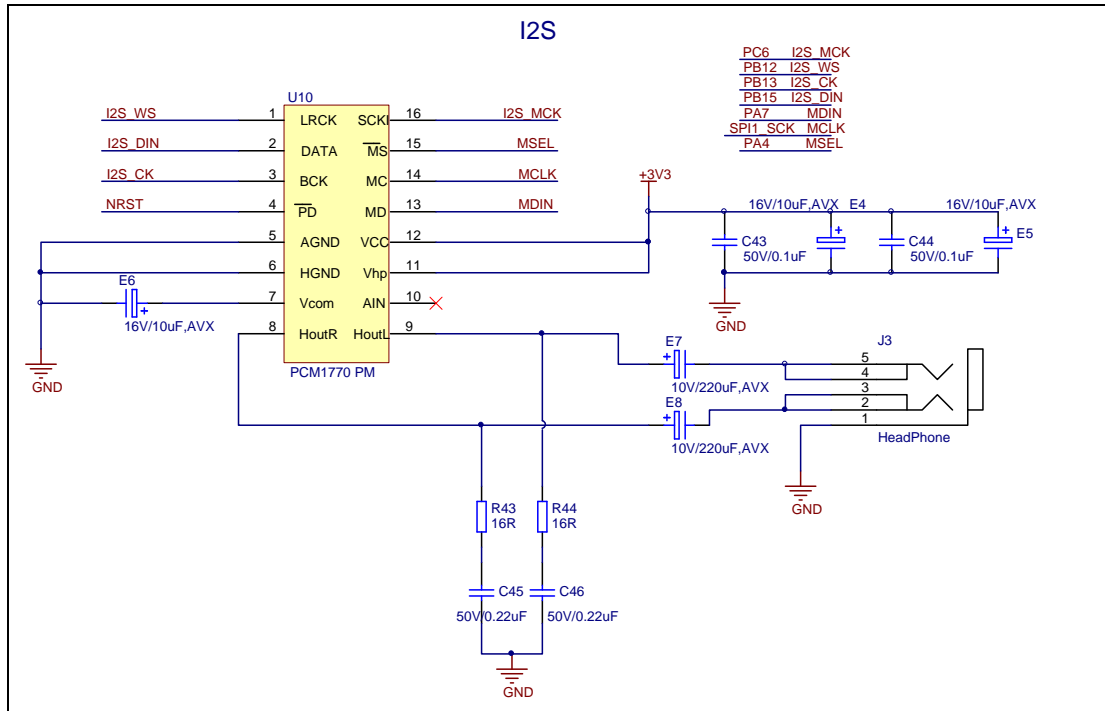 I2S
PC6 I2S_MCK
PB12 I2S_WS
PB13 I2S_CK
PB15 I2S_DIN
PA7 MDIN
SPI1_SCK MCLK
PA4 MSEL
U10
I2S_WS 1 LRCK SCKI 16 I2S_MCK
I2S_DIN 2 DATA MS 15 MSEL
I2S_CK 3 BCK MC 14 MCLK
NRST 4 PD MD 13 MDIN
5 AGND VCC 12
6 HGND Vhp 11
7 Vcom AIN 10
8 HoutR HoutL 9
PCM1770 PM
E6
+
16V/10uF,AVX
GND
+3V3
16V/10uF,AVX E4 16V/10uF,AVX
+ +
C43 C44 E5
50V/0.1uF 50V/0.1uF
GND
E7
+
10V/220uF,AVX
E8
+
10V/220uF,AVX
J3
5
4
3
2
1
HeadPhone
GND
R43 R44
16R 16R
C45 C46
50V/0.22uF 50V/0.22uF
GND